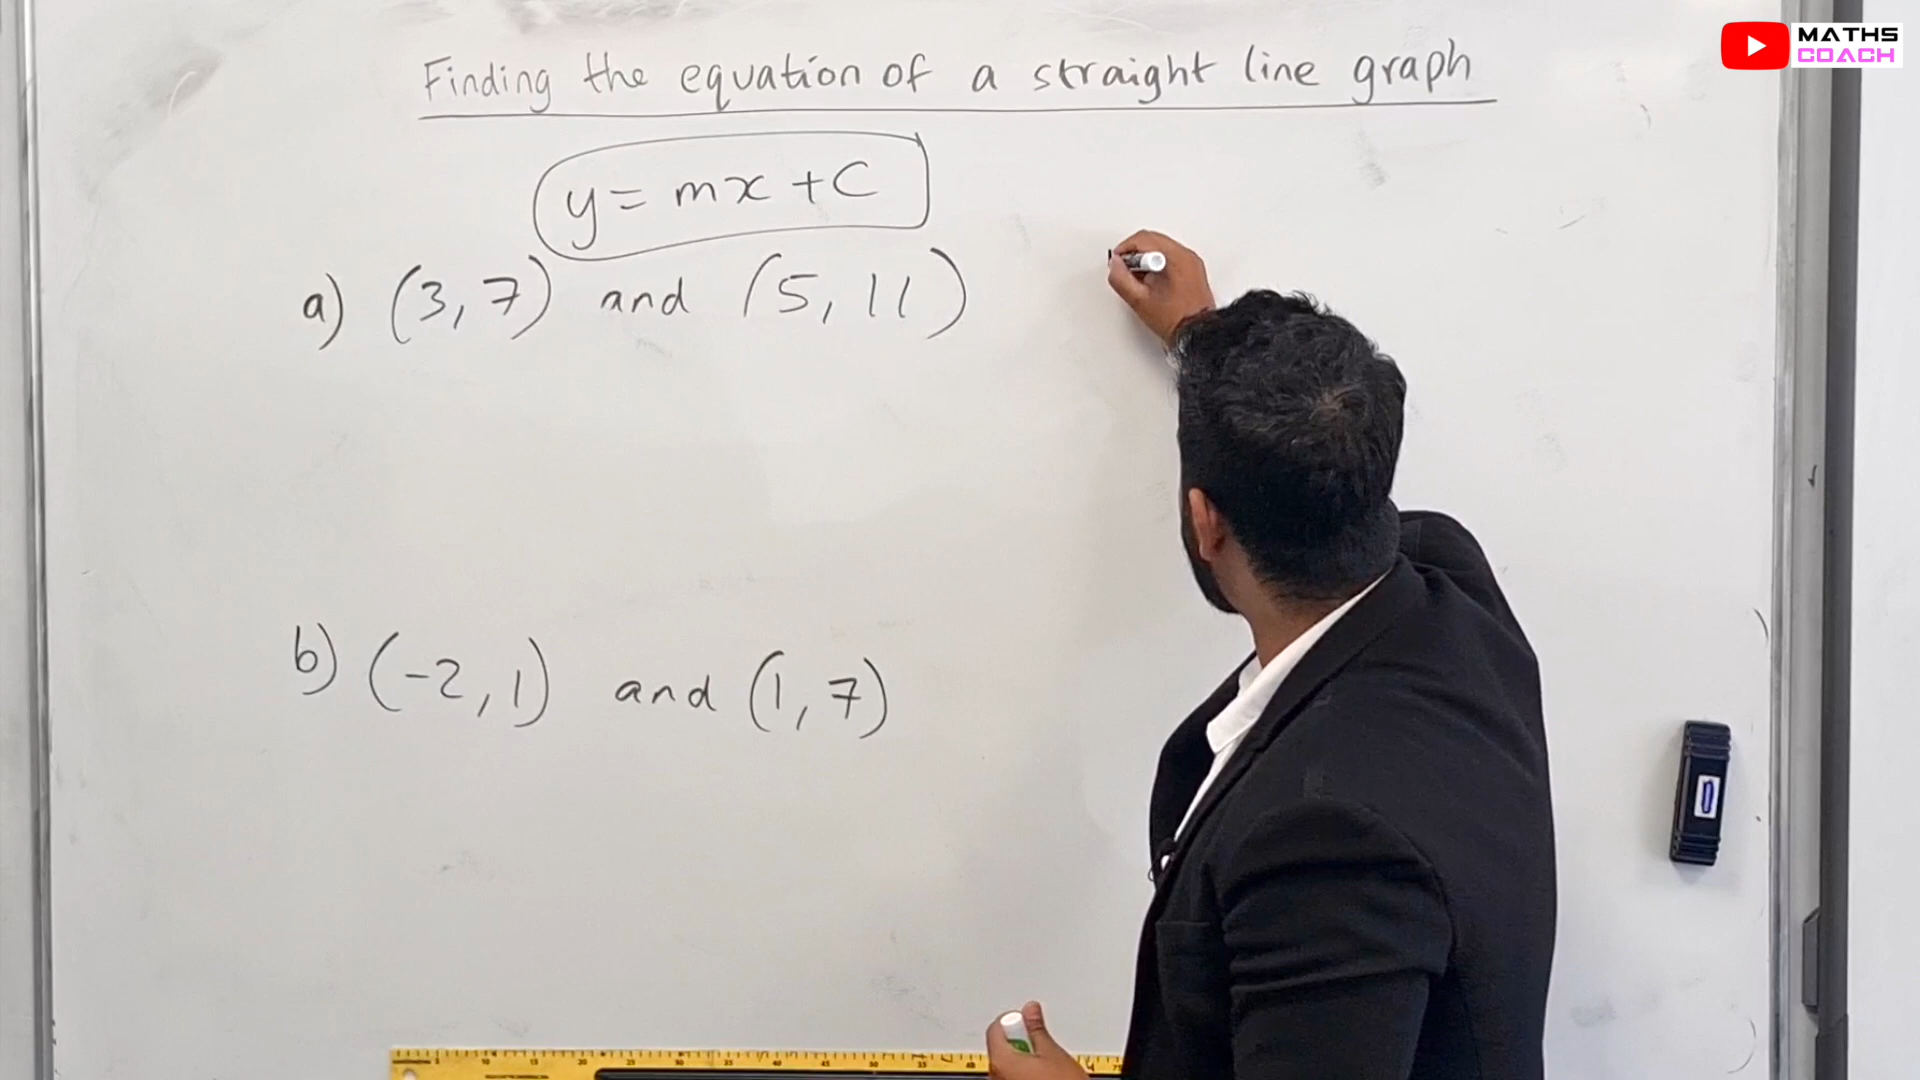 Finding the equation of a straight line graph
y = mx + c
a) (3, 7) and (5, 11)
b) (-2, 1) and (1, 7)
MATHS
COACH